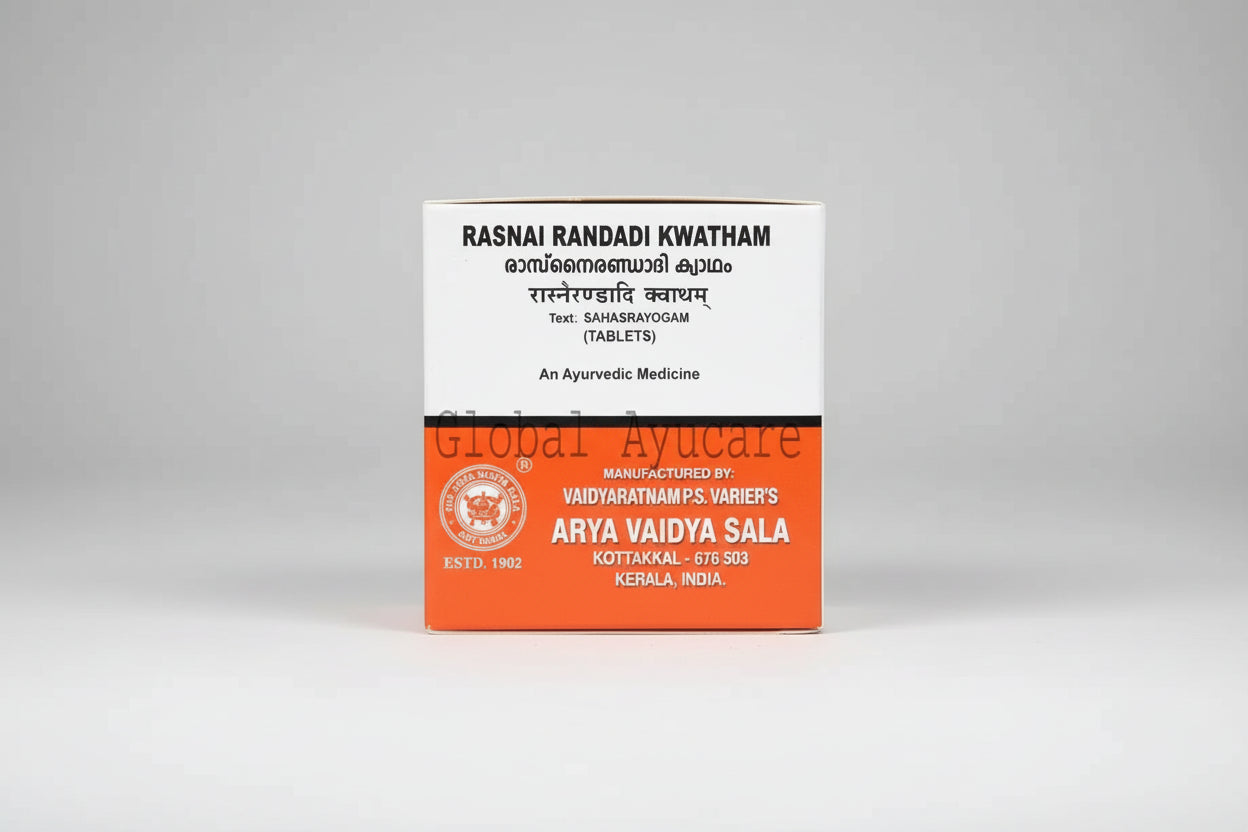 RASNAI RANDADI KWATHAM
രാസ്നൈരണ്ഡാദി ക്വാഥം
रास्नैरण्डादि क्वाथम्
Text: SAHASRAYOGAM
(TABLETS)
An Ayurvedic Medicine
Global Ayucare
®
MANUFACTURED BY:
VAIDYARATNAM P.S. VARIER'S
ARYA VAIDYA SALA
KOTTAKKAL - 676 503
KERALA, INDIA.
ESTD. 1902